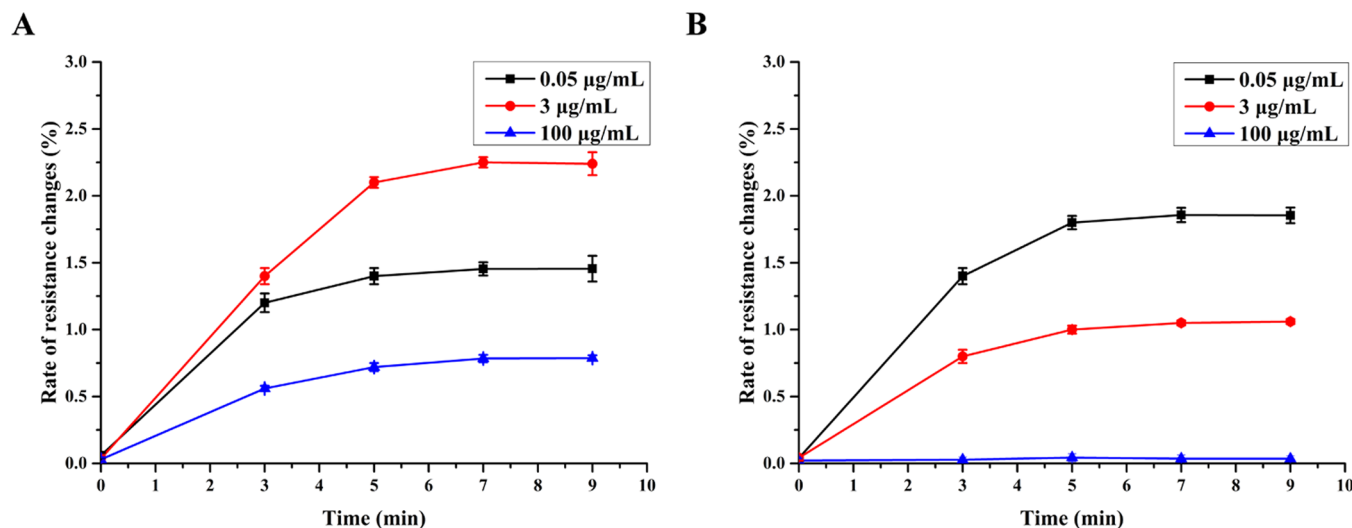 A
3.0
2.5
2.0
1.5
1.0
0.5
0.0
Rate of resistance changes (%)
0 1 2 3 4 5 6 7 8 9 10
Time (min)
0.05 μg/mL
3 μg/mL
100 μg/mL
B
3.0
2.5
2.0
1.5
1.0
0.5
0.0
Rate of resistance changes (%)
0 1 2 3 4 5 6 7 8 9 10
Time (min)
0.05 μg/mL
3 μg/mL
100 μg/mL